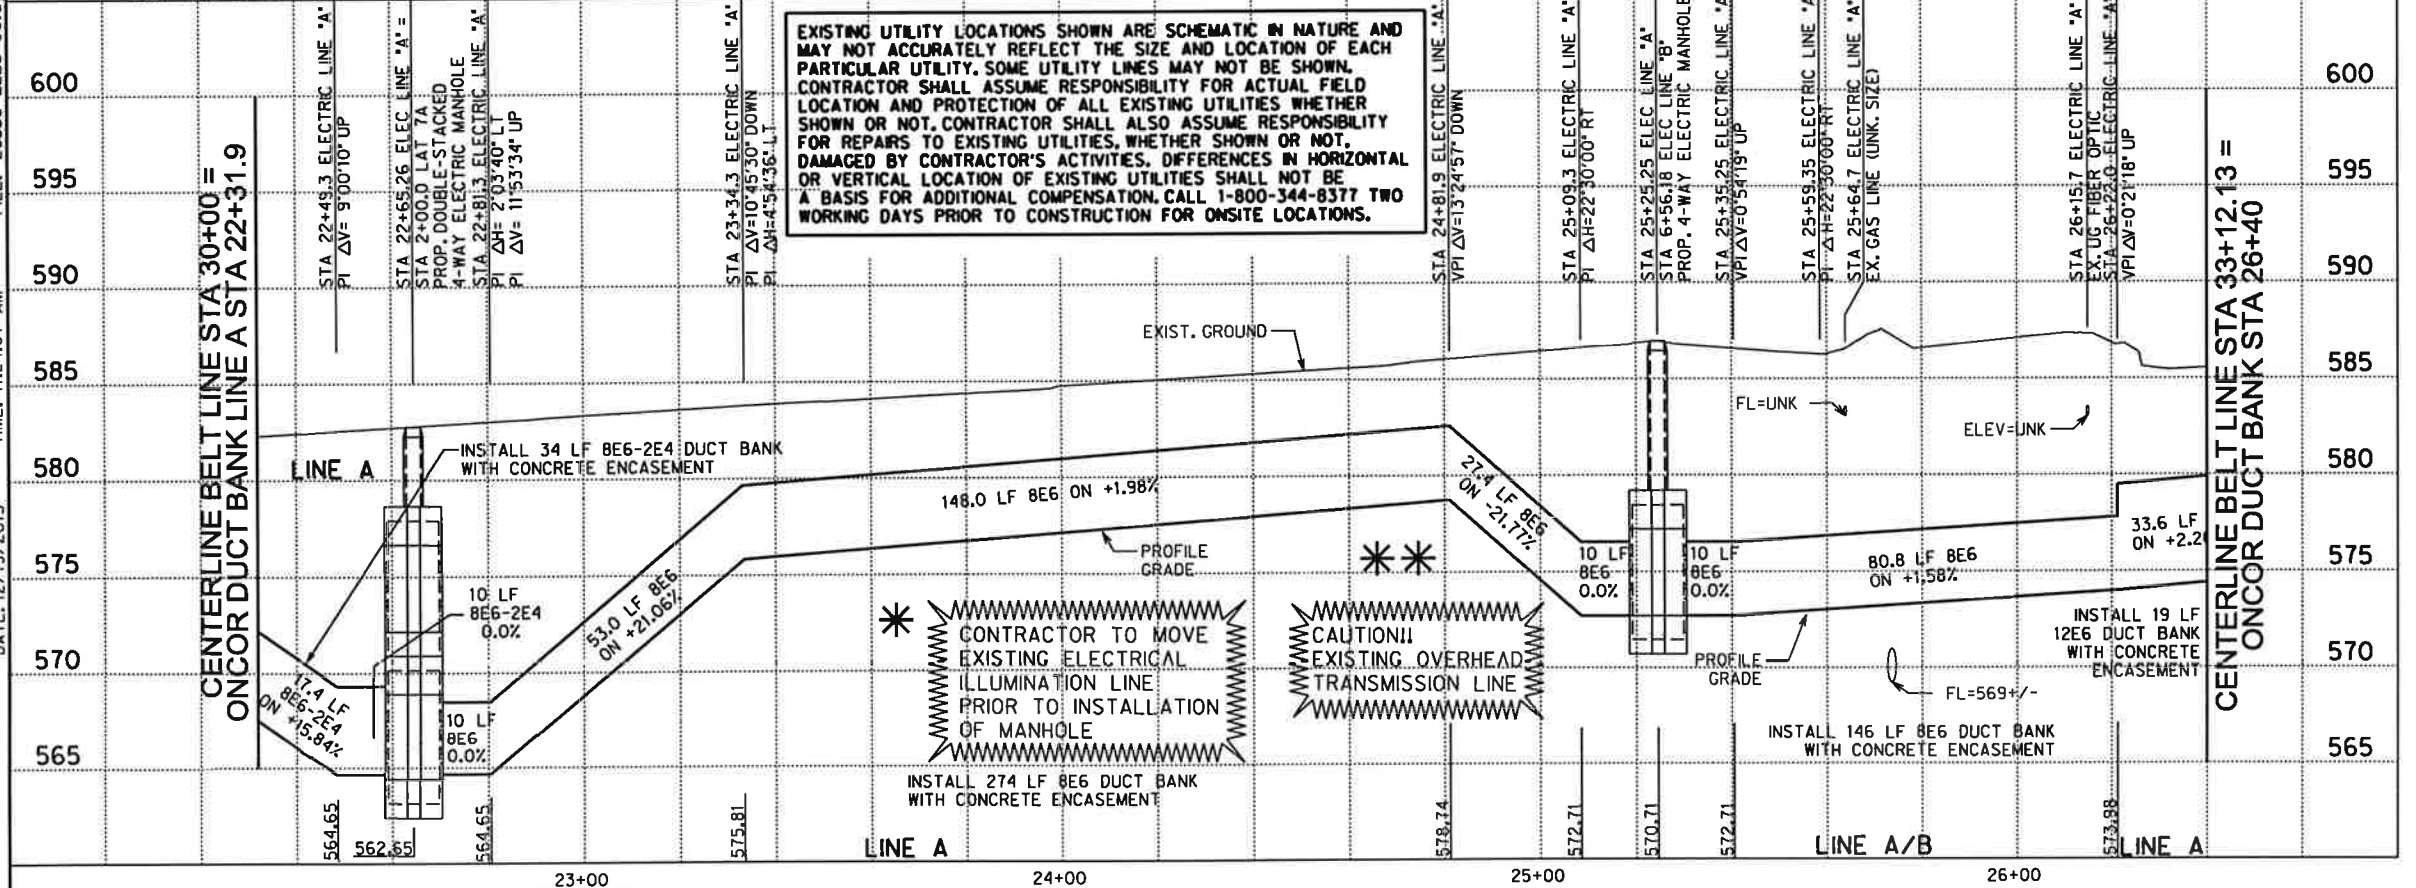 EXISTING UTILITY LOCATIONS SHOWN ARE SCHEMATIC IN NATURE AND
MAY NOT ACCURATELY REFLECT THE SIZE AND LOCATION OF EACH
PARTICULAR UTILITY. SOME UTILITY LINES MAY NOT BE SHOWN.
CONTRACTOR SHALL ASSUME RESPONSIBILITY FOR ACTUAL FIELD
LOCATION AND PROTECTION OF ALL EXISTING UTILITIES WHETHER
SHOWN OR NOT. CONTRACTOR SHALL ALSO ASSUME RESPONSIBILITY
FOR REPAIRS TO EXISTING UTILITIES, WHETHER SHOWN OR NOT,
DAMAGED BY CONTRACTOR'S ACTIVITIES. DIFFERENCES IN HORIZONTAL
OR VERTICAL LOCATION OF EXISTING UTILITIES SHALL NOT BE
A BASIS FOR ADDITIONAL COMPENSATION. CALL 1-800-344-8377 TWO
WORKING DAYS PRIOR TO CONSTRUCTION FOR ONSITE LOCATIONS.
600
595
590
585
580
575
570
565
CENTERLINE BELT LINE STA 30+00 =
ONCOR DUCT BANK LINE A STA 22+31.9
STA 22+49.3 ELECTRIC LINE "A"
PI ΔV= 9°00'10" UP
STA 22+65.26 ELEC LINE "A" =
STA 2+00.0 LAT 7A
PROP. DOUBLE-STACKED
4-WAY ELECTRIC MANHOLE
STA 22+81.3 ELECTRIC LINE "A"
PI ΔH= 2°03'40" LT
PI ΔV= 11°53'34" UP
STA 23+34.3 ELECTRIC LINE "A"
PI ΔV=10°45'30" DOWN
PI ΔH=4°54'36" LT
STA 24+81.9 ELECTRIC LINE "A"
VPI ΔV=13°24'57" DOWN
STA 25+09.3 ELECTRIC LINE "A"
PI ΔH=22°30'00" RT
STA 25+25.25 ELEC LINE "A"
STA 6+56.18 ELEC LINE "B"
PROP. 4-WAY ELECTRIC MANHOLE
STA 25+35.25 ELECTRIC LINE "A"
VPI ΔV=0°54'19" UP
STA 25+59.35 ELECTRIC LINE "A"
PI ΔH=22°30'00" RT
STA 25+64.7 ELECTRIC LINE "A"
EX. GAS LINE (UNK. SIZE)
STA 26+15.7 ELECTRIC LINE "A"
EX. UG FIBER OPTIC
STA 26+22.0 ELECTRIC LINE "A"
VPI ΔV=0°21'18" UP
600
595
590
585
580
575
570
565
CENTERLINE BELT LINE STA 33+12.13 =
ONCOR DUCT BANK STA 26+40
EXIST. GROUND
FL=UNK
ELEV=UNK
LINE A
INSTALL 34 LF 8E6-2E4 DUCT BANK
WITH CONCRETE ENCASEMENT
17.4 LF
8E6-2E4
ON +15.84%
10 LF
8E6-2E4
0.0%
10 LF
8E6
0.0%
53.0 LF 8E6
ON +21.06%
148.0 LF 8E6 ON +1.98%
PROFILE
GRADE
27.4 LF 8E6
ON -21.77%
10 LF
8E6
0.0%
10 LF
8E6
0.0%
80.8 LF 8E6
ON +1.58%
33.6 LF
ON +2.2
CONTRACTOR TO MOVE
EXISTING ELECTRICAL
ILLUMINATION LINE
PRIOR TO INSTALLATION
OF MANHOLE
CAUTION!!
EXISTING OVERHEAD
TRANSMISSION LINE
PROFILE
GRADE
FL=569+/-
INSTALL 19 LF
12E6 DUCT BANK
WITH CONCRETE
ENCASEMENT
INSTALL 146 LF 8E6 DUCT BANK
WITH CONCRETE ENCASEMENT
INSTALL 274 LF 8E6 DUCT BANK
WITH CONCRETE ENCASEMENT
564.65
562.65
564.65
575.81
578.74
572.71
570.71
572.71
573.98
LINE A
LINE A/B
LINE A
23+00
24+00
25+00
26+00